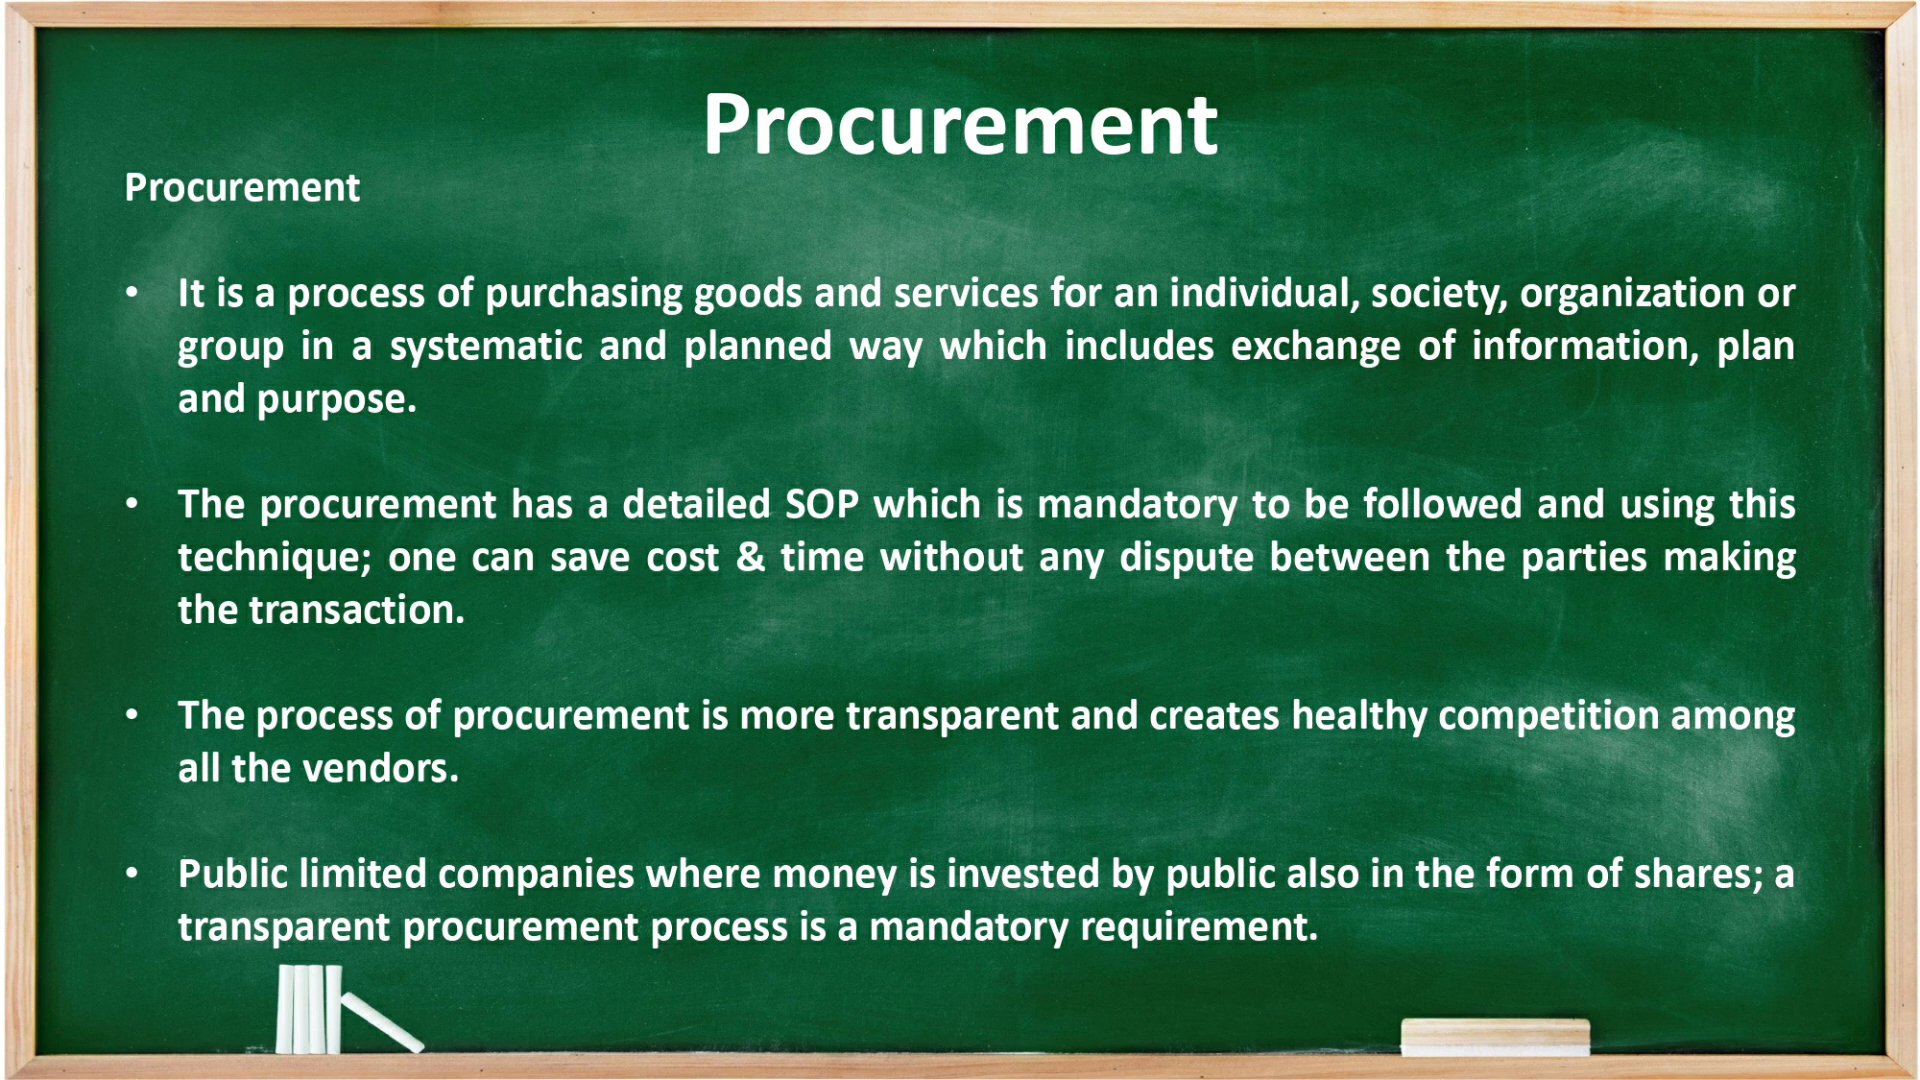 Procurement
Procurement
• It is a process of purchasing goods and services for an individual, society, organization or
group in a systematic and planned way which includes exchange of information, plan
and purpose.
• The procurement has a detailed SOP which is mandatory to be followed and using this
technique; one can save cost & time without any dispute between the parties making
the transaction.
• The process of procurement is more transparent and creates healthy competition among
all the vendors.
• Public limited companies where money is invested by public also in the form of shares; a
transparent procurement process is a mandatory requirement.